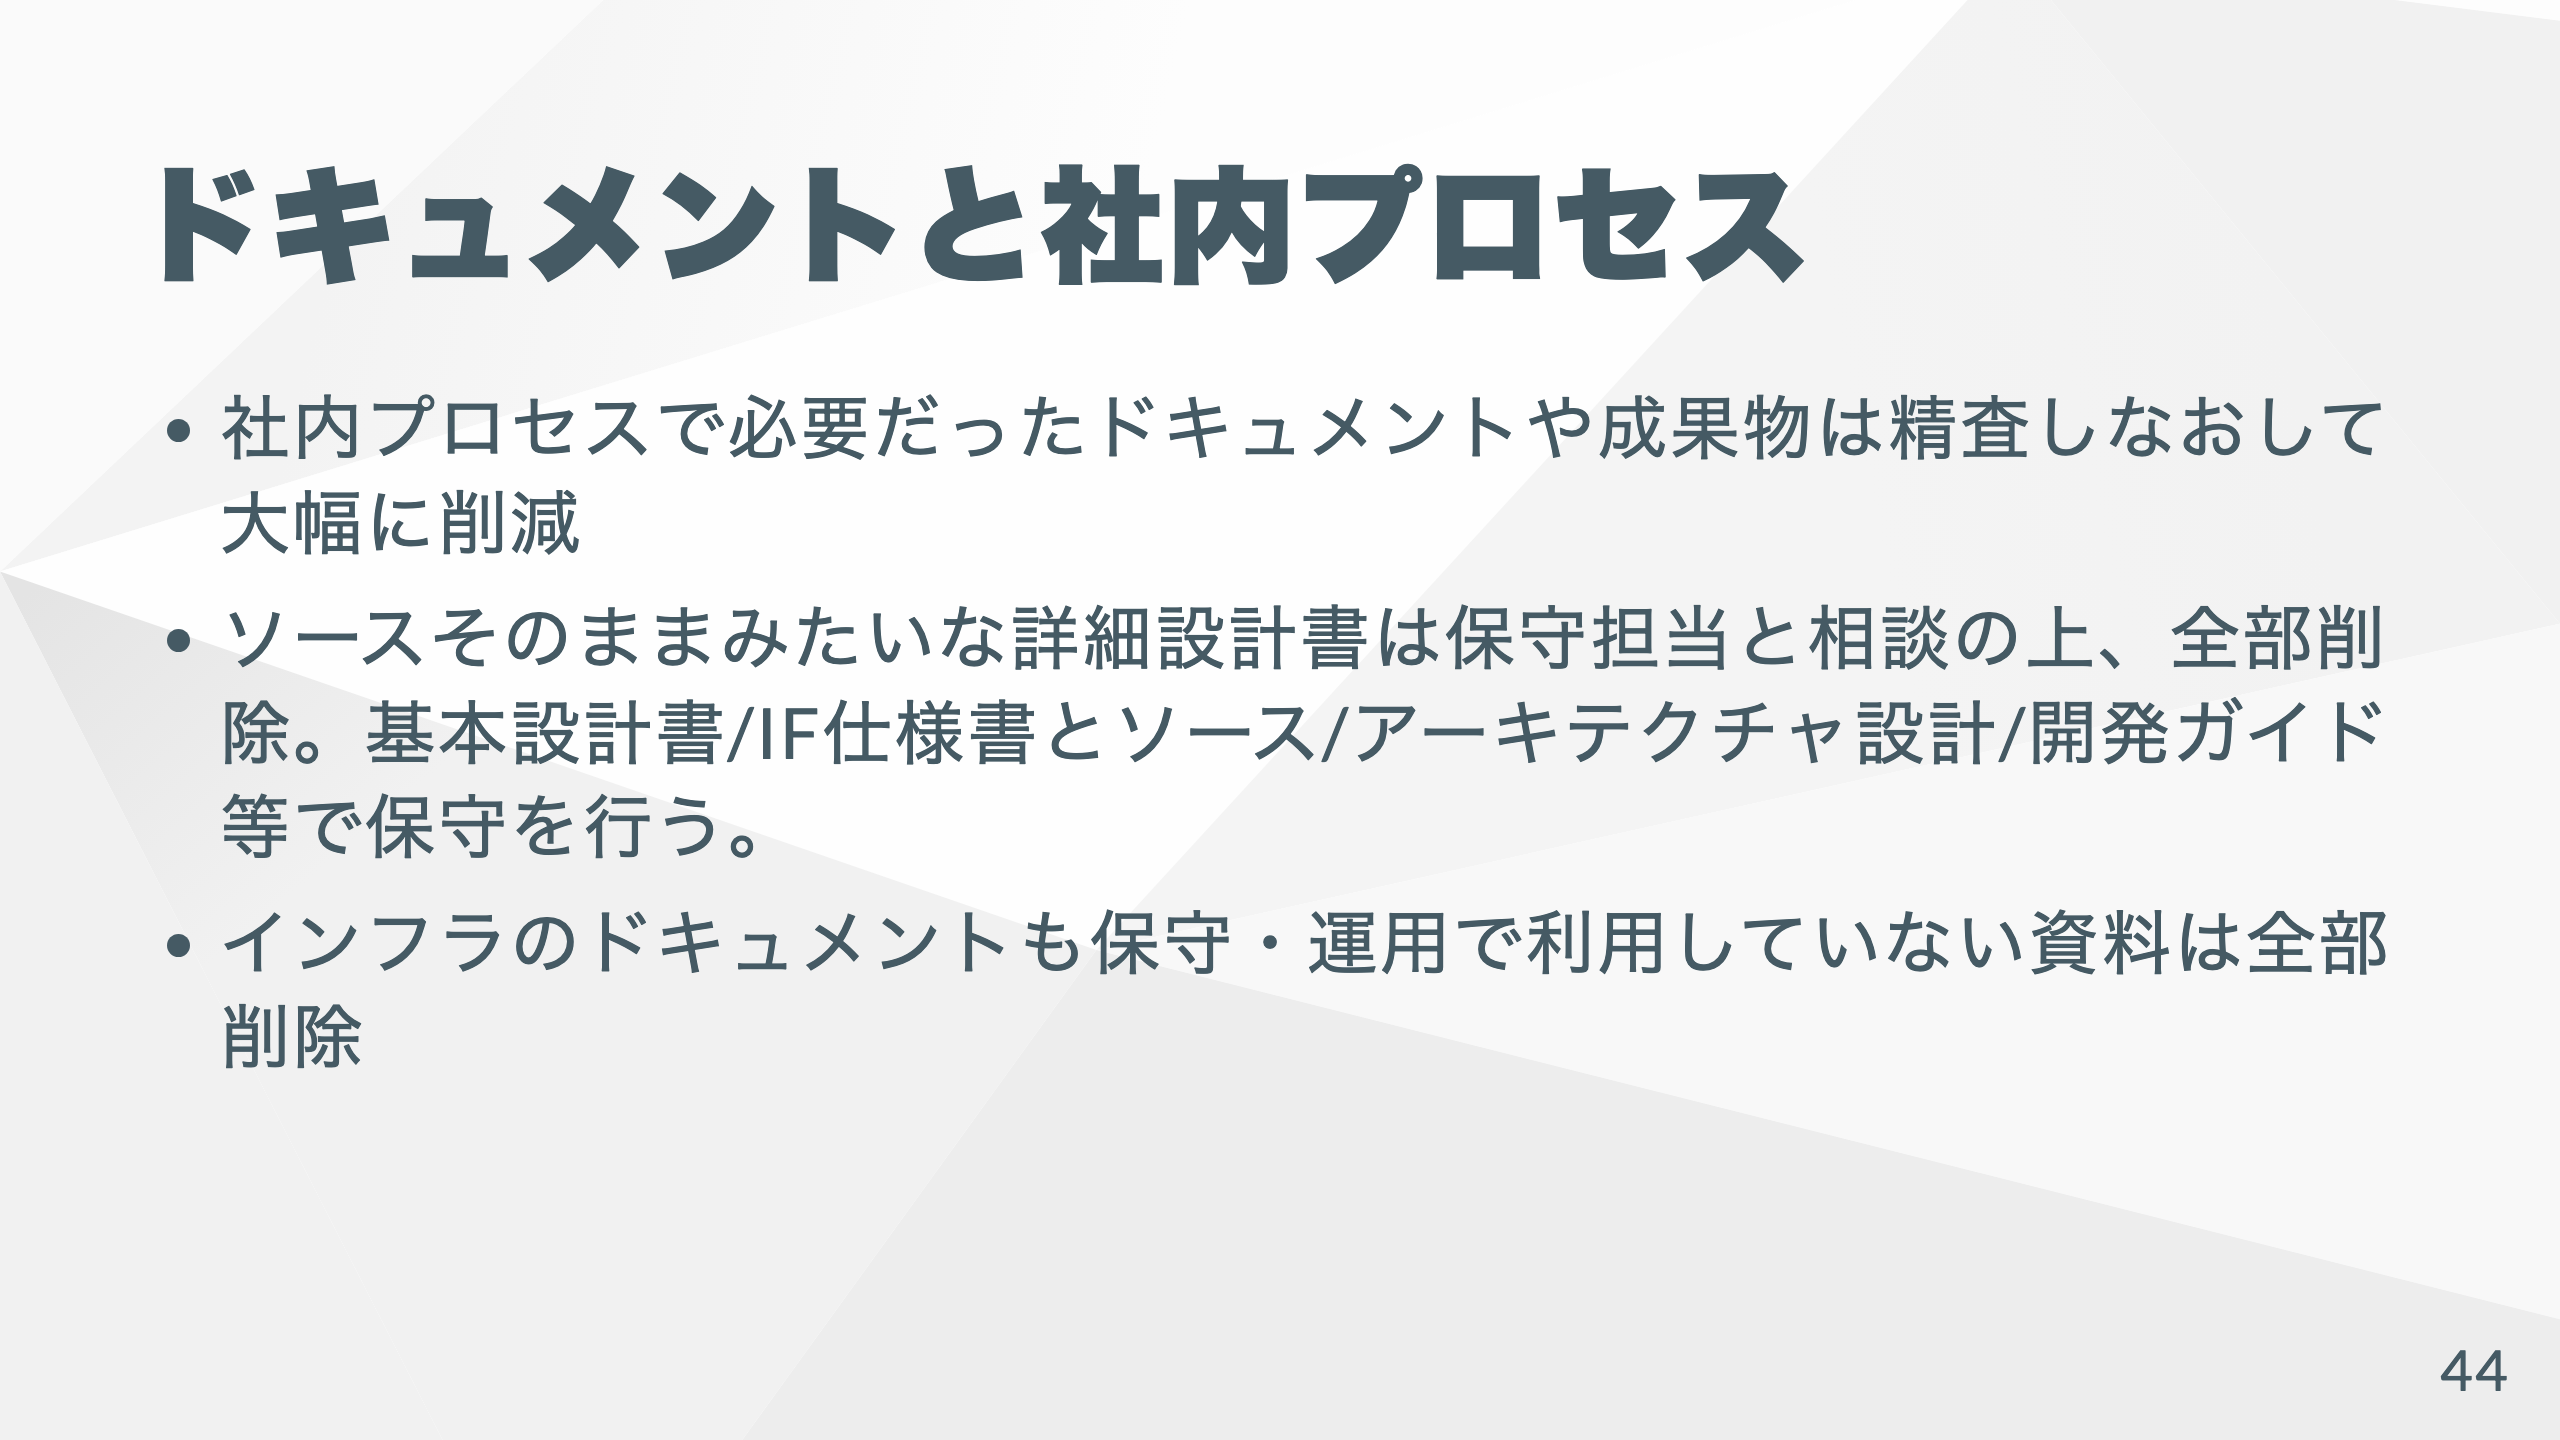 ドキュメントと社内プロセス
• 社内プロセスで必要だったドキュメントや成果物は精査しなおして
大幅に削減
• ソースそのままみたいな詳細設計書は保守担当と相談の上、全部削
除。基本設計書/IF仕様書とソース/アーキテクチャ設計/開発ガイド
等で保守を行う。
• インフラのドキュメントも保守・運用で利用していない資料は全部
削除
44